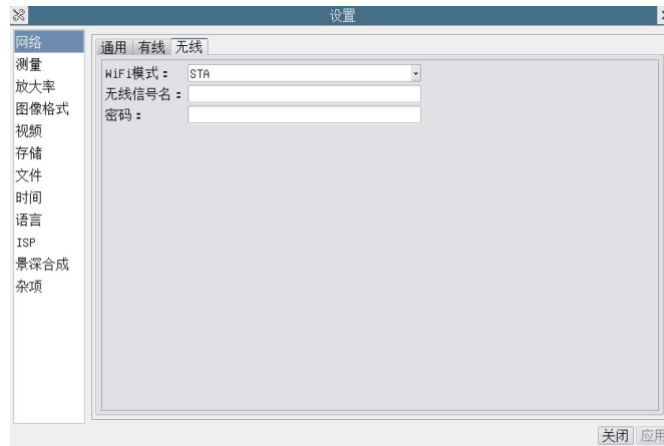 设置
网络
测量
放大率
图像格式
视频
存储
文件
时间
语言
ISP
景深合成
杂项
通用 有线 无线
WiFi模式： STA
无线信号名：
密码：
关闭 应用